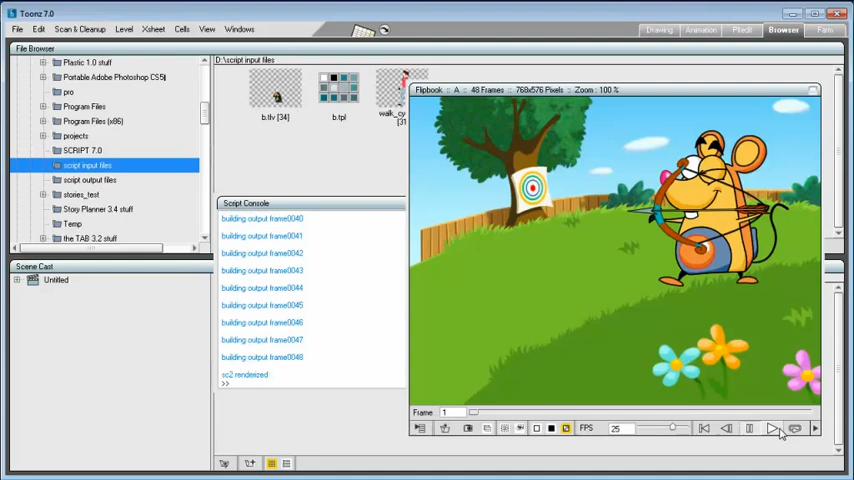 Toonz 7.0
File Edit Scan & Cleanup Level Xsheet Cells View Windows
Drawing Animation PltEdit Browser Farm
File Browser
Plastic 1.0 stuff
Portable Adobe Photoshop CS5
pro
Program Files
Program Files (x86)
projects
SCRIPT 7.0
script input files
script output files
stories_test
Story Planner 3.4 stuff
Temp
the TAB 3.2 stuff
D:\script input files
b.tlv [34]
b.tpl
Script Console
building output frame0040
building output frame0041
building output frame0042
building output frame0043
building output frame0044
building output frame0045
building output frame0046
building output frame0047
building output frame0048
sc2 renderized
>>
Flipbook :: A :: 48 Frames :: 768x576 Pixels :: Zoom : 100 %
Frame 1
FPS 25
Scene Cast
Untitled